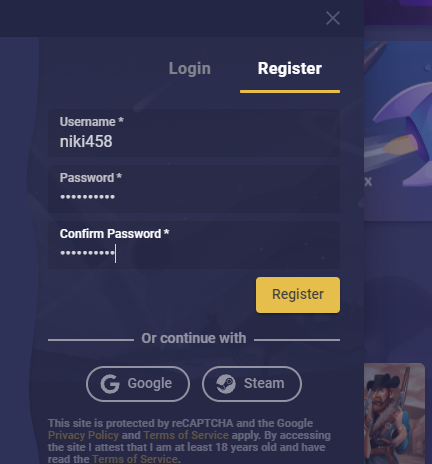 Login Register
Username *
niki458
Password *
••••••••••
Confirm Password *
••••••••••
Register
Or continue with
Google Steam
This site is protected by reCAPTCHA and the Google
Privacy Policy and Terms of Service apply. By accessing
the site I attest that I am at least 18 years old and have
read the Terms of Service.
x